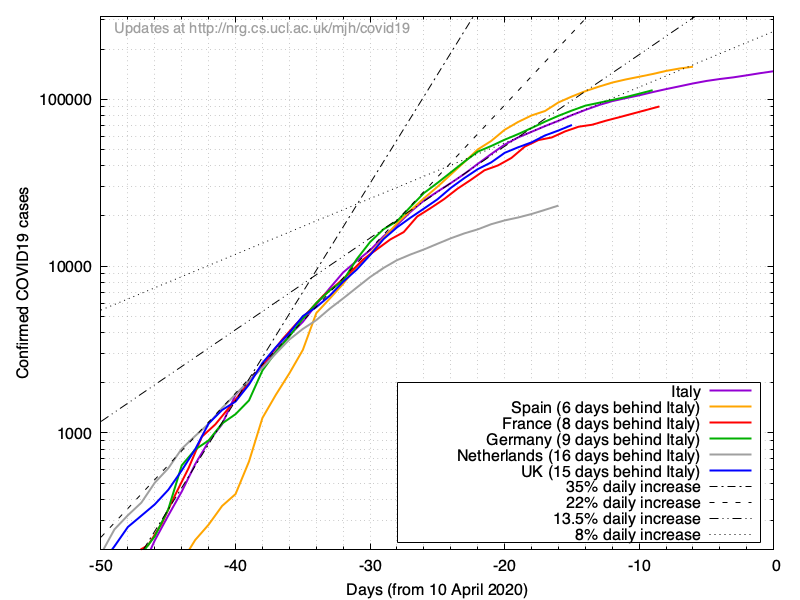 Updates at http://nrg.cs.ucl.ac.uk/mjh/covid19
100000
10000
1000
Confirmed COVID19 cases
Italy
Spain (6 days behind Italy)
France (8 days behind Italy)
Germany (9 days behind Italy)
Netherlands (16 days behind Italy)
UK (15 days behind Italy)
35% daily increase
22% daily increase
13.5% daily increase
8% daily increase
-50 -40 -30 -20 -10 0
Days (from 10 April 2020)